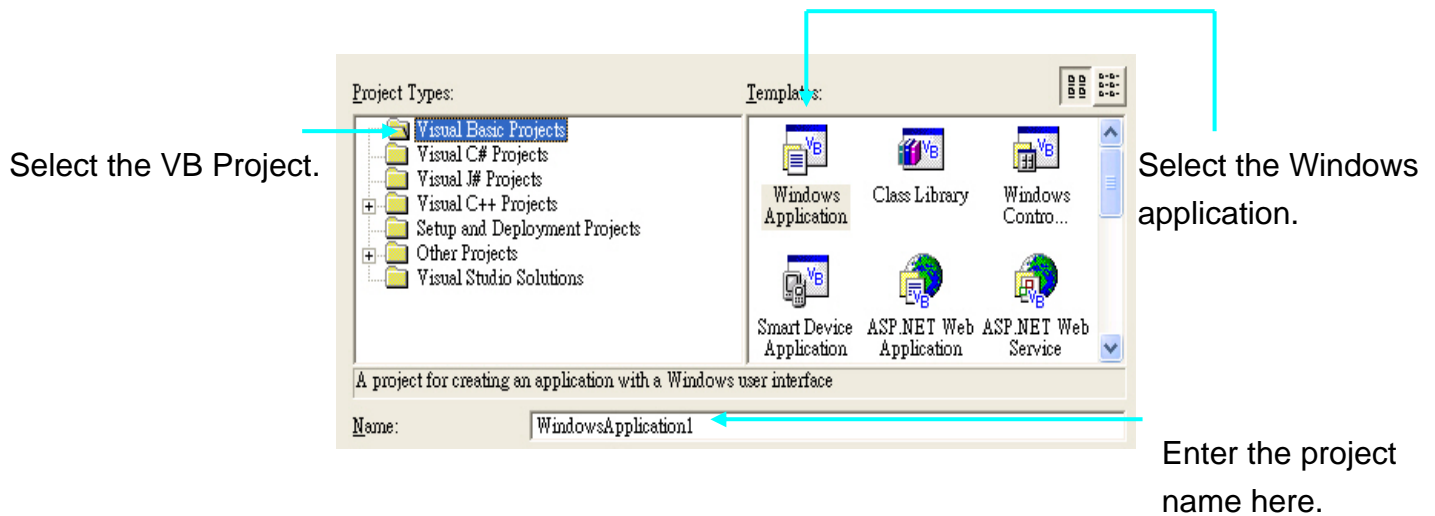 Project Types:
Templates:
Select the VB Project.
Visual Basic Projects
Visual C# Projects
Visual J# Projects
Visual C++ Projects
Setup and Deployment Projects
Other Projects
Visual Studio Solutions
Windows
Application
Class Library
Windows
Contro...
Smart Device
Application
ASP.NET Web
Application
ASP.NET Web
Service
Select the Windows
application.
A project for creating an application with a Windows user interface
Name:
WindowsApplication1
Enter the project
name here.